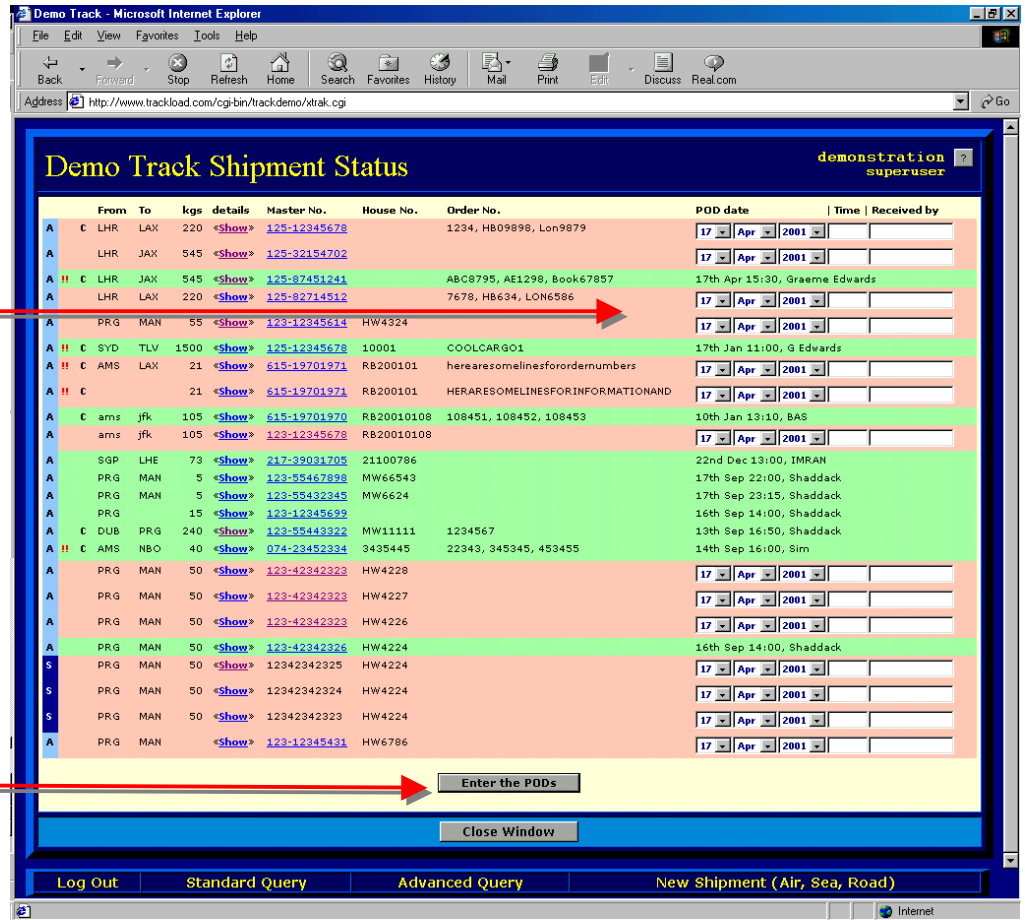 Demo Track - Microsoft Internet Explorer
File Edit View Favorites Tools Help
Back Forward Stop Refresh Home Search Favorites History Mail Print Edit Discuss Real.com
Address http://www.trackload.com/cgi-bin/trackdemo/xtrak.cgi Go
Demo Track Shipment Status
demonstration ?
superuser
From To kgs details Master No. House No. Order No. POD date | Time | Received by
A C LHR LAX 220 «Show» 125-12345678 1234, HB09898, Lon9879 17 Apr 2001
A LHR JAX 545 «Show» 125-32154702 17 Apr 2001
A !! C LHR JAX 545 «Show» 125-87451241 ABC8795, AE1298, Book67857 17th Apr 15:30, Graeme Edwards
A LHR LAX 220 «Show» 125-82714512 7678, HB634, LON6586 17 Apr 2001
A PRG MAN 55 «Show» 123-12345614 HW4324 17 Apr 2001
A !! C SYD TLV 1500 «Show» 125-12345678 10001 COOLCARGO1 17th Jan 11:00, G Edwards
A !! C AMS LAX 21 «Show» 615-19701971 RB200101 herearesomelinesforordernumbers 17 Apr 2001
A !! C 21 «Show» 615-19701971 RB200101 HERARESOMELINESFORINFORMATIONAND 17 Apr 2001
A C ams jfk 105 «Show» 615-19701970 RB20010108 108451, 108452, 108453 10th Jan 13:10, BAS
A ams jfk 105 «Show» 123-12345678 RB20010108 17 Apr 2001
A SGP LHE 73 «Show» 217-39031705 21100786 22nd Dec 13:00, IMRAN
A PRG MAN 5 «Show» 123-55467898 MW66543 17th Sep 22:00, Shaddack
A PRG MAN 5 «Show» 123-55432345 MW6624 17th Sep 23:15, Shaddack
A PRG 15 «Show» 123-12345699 16th Sep 14:00, Shaddack
A C DUB PRG 240 «Show» 123-55443322 MW11111 1234567 13th Sep 16:50, Shaddack
A !! C AMS NBO 40 «Show» 074-23452334 3435445 22343, 345345, 453455 14th Sep 16:00, Sim
A PRG MAN 50 «Show» 123-42342323 HW4228 17 Apr 2001
A PRG MAN 50 «Show» 123-42342323 HW4227 17 Apr 2001
A PRG MAN 50 «Show» 123-42342323 HW4226 17 Apr 2001
A PRG MAN 50 «Show» 123-42342326 HW4224 16th Sep 14:00, Shaddack
S PRG MAN 50 «Show» 12342342325 HW4224 17 Apr 2001
S PRG MAN 50 «Show» 12342342324 HW4224 17 Apr 2001
S PRG MAN 50 «Show» 12342342323 HW4224 17 Apr 2001
A PRG MAN «Show» 123-12345431 HW6786 17 Apr 2001
Enter the PODs
Close Window
Log Out Standard Query Advanced Query New Shipment (Air, Sea, Road)
Internet